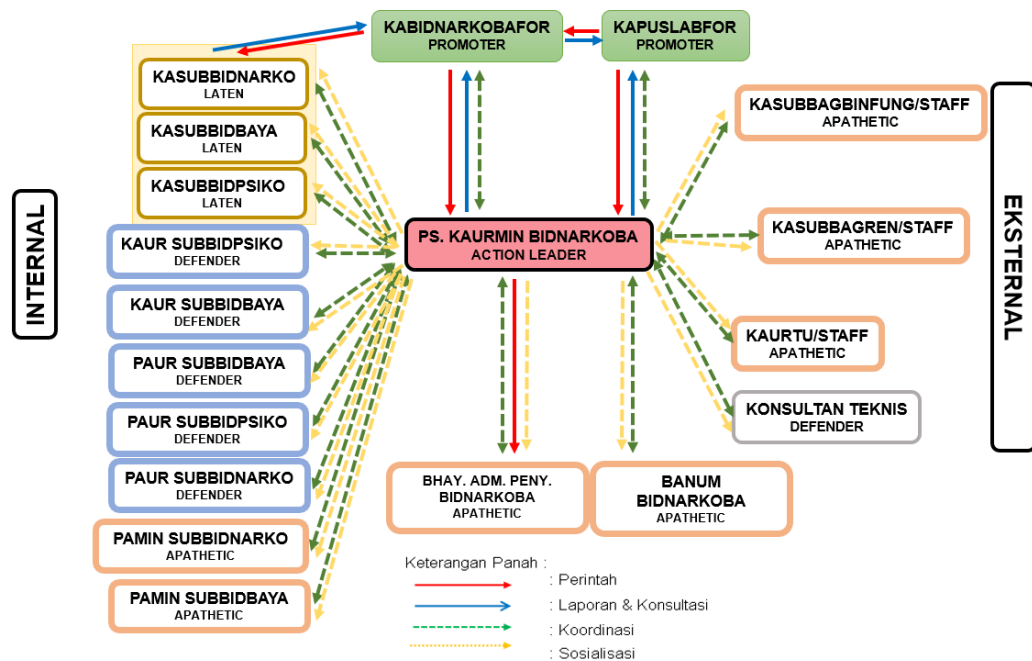 KABIDNARKOBAFOR
PROMOTER
KAPUSLABFOR
PROMOTER
INTERNAL
KASUBBIDNARKO
LATEN
KASUBBIDBAYA
LATEN
KASUBBIDPSIKO
LATEN
KAUR SUBBIDPSIKO
DEFENDER
KAUR SUBBIDBAYA
DEFENDER
PAUR SUBBIDBAYA
DEFENDER
PAUR SUBBIDPSIKO
DEFENDER
PAUR SUBBIDNARKO
DEFENDER
PAMIN SUBBIDNARKO
APATHETIC
PAMIN SUBBIDBAYA
APATHETIC
PS. KAURMIN BIDNARKOBA
ACTION LEADER
BHAY. ADM. PENY.
BIDNARKOBA
APATHETIC
BANUM
BIDNARKOBA
APATHETIC
KASUBBAGBINFUNG/STAFF
APATHETIC
KASUBBAGREN/STAFF
APATHETIC
KAURTU/STAFF
APATHETIC
KONSULTAN TEKNIS
DEFENDER
EKSTERNAL
Keterangan Panah :
: Perintah
: Laporan & Konsultasi
: Koordinasi
: Sosialisasi